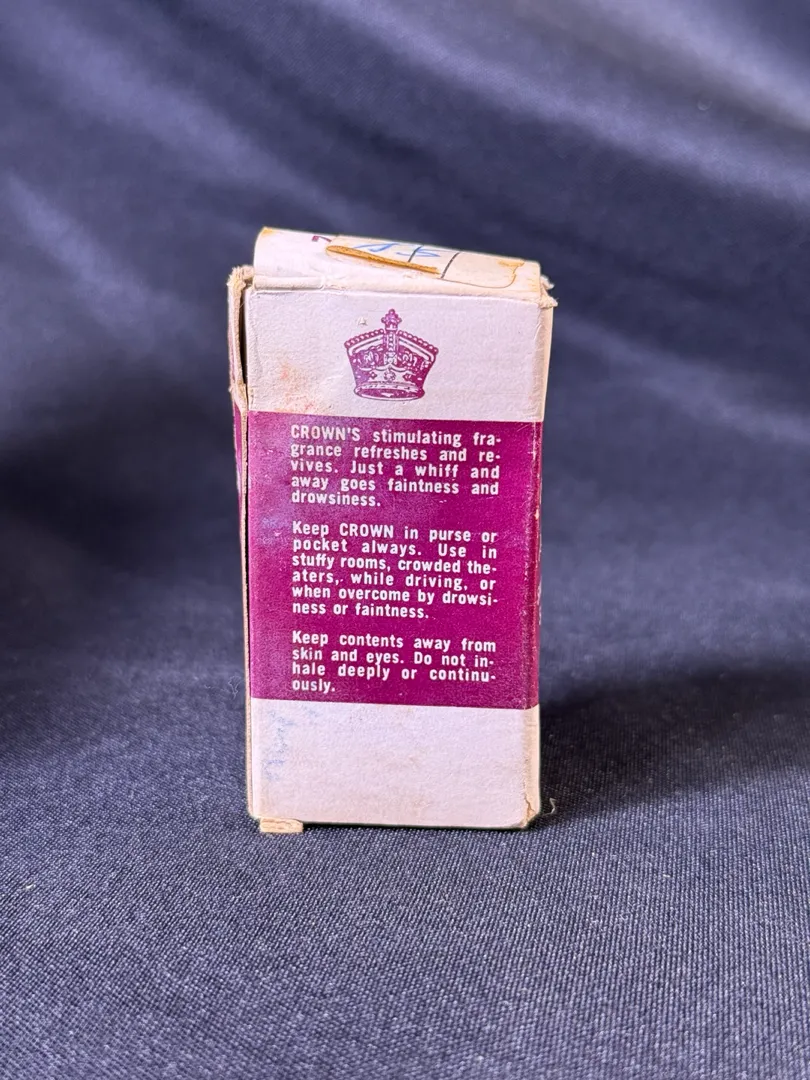 CROWN'S stimulating fra-
grance refreshes and re-
vives. Just a whiff and
away goes faintness and
drowsiness.
Keep CROWN in purse or
pocket always. Use in
stuffy rooms, crowded the-
aters, while driving, or
when overcome by drowsi-
ness or faintness.
Keep contents away from
skin and eyes. Do not in-
hale deeply or continu-
ously.